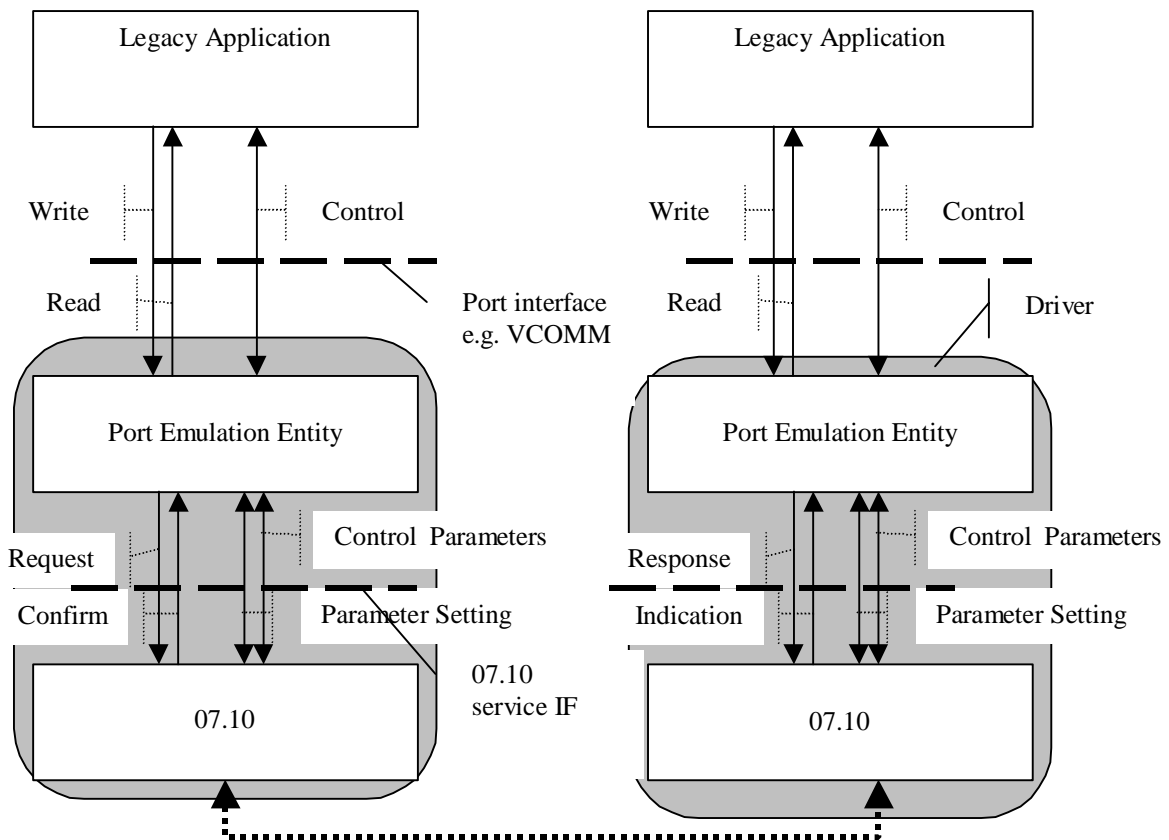 Legacy Application
Legacy Application
Write
Control
Write
Control
Read
Port interface
e.g. VCOMM
Read
Driver
Port Emulation Entity
Port Emulation Entity
Request
Control Parameters
Response
Control Parameters
Confirm
Parameter Setting
Indication
Parameter Setting
07.10
service IF
07.10
07.10